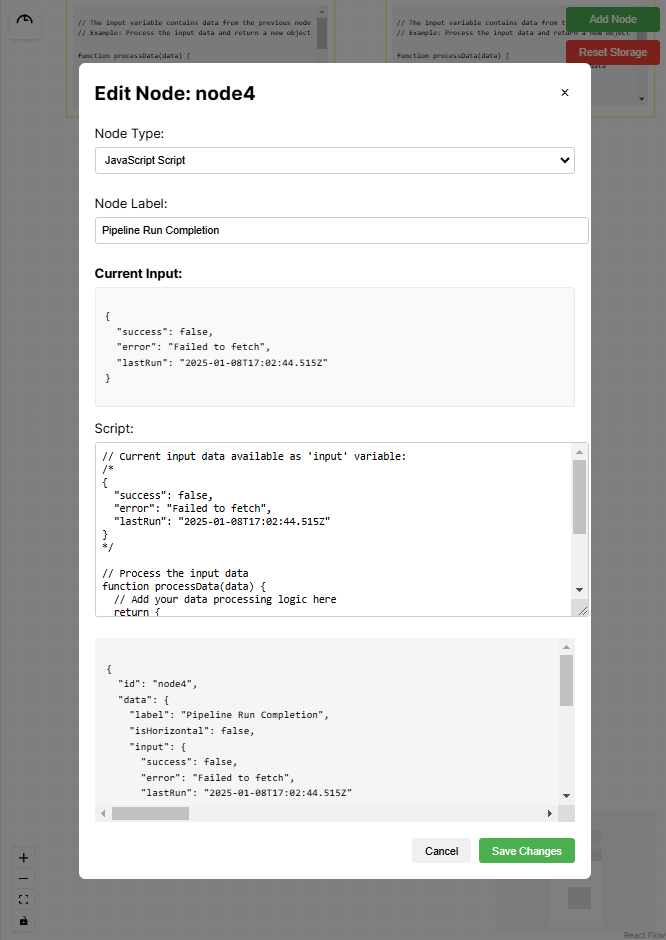 // The input variable contains data from the previous node
// Example: Process the input data and return a new object
function processData(data) {
// The input variable contains data from t
// Example: Process the input data and return a new object
function processData(data) {
Add Node
Reset Storage
Edit Node: node4
×
Node Type:
JavaScript Script
Node Label:
Pipeline Run Completion
Current Input:
{
"success": false,
"error": "Failed to fetch",
"lastRun": "2025-01-08T17:02:44.515Z"
}
Script:
// Current input data available as 'input' variable:
/*
{
"success": false,
"error": "Failed to fetch",
"lastRun": "2025-01-08T17:02:44.515Z"
}
*/
// Process the input data
function processData(data) {
// Add your data processing logic here
return {
{
"id": "node4",
"data": {
"label": "Pipeline Run Completion",
"isHorizontal": false,
"input": {
"success": false,
"error": "Failed to fetch",
"lastRun": "2025-01-08T17:02:44.515Z"
Cancel
Save Changes
React Flow